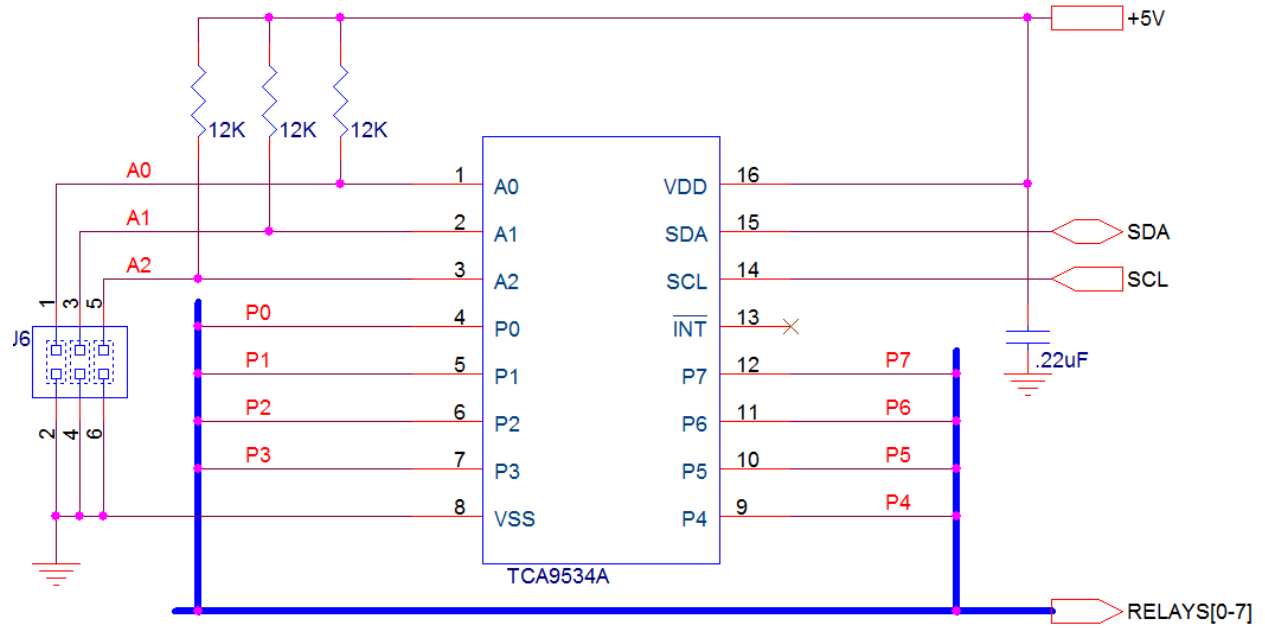 +5V
12K 12K 12K
A0 1 A0 VDD 16
A1 2 A1 SDA 15 SDA
A2 3 A2 SCL 14 SCL
1 3 5
P0 4 P0 INT 13
J6
P1 5 P1 P7 12 P7 .22uF
P2 6 P2 P6 11 P6
2 4 6
P3 7 P3 P5 10 P5
8 VSS P4 9 P4
TCA9534A
RELAYS[0-7]